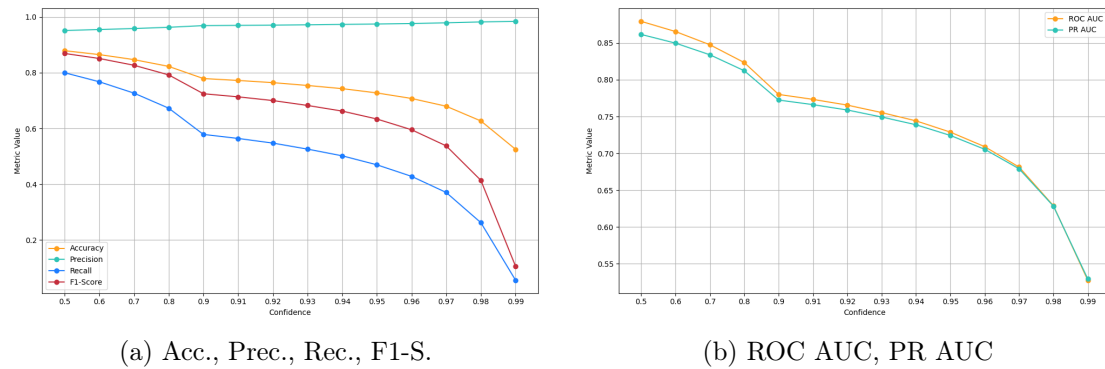 1.0
0.8
0.6
0.4
0.2
Metric Value
Accuracy
Precision
Recall
F1-Score
0.5 0.6 0.7 0.8 0.9 0.91 0.92 0.93 0.94 0.95 0.96 0.97 0.98 0.99
Confidence
(a) Acc., Prec., Rec., F1-S.
ROC AUC
PR AUC
0.85
0.80
0.75
0.70
0.65
0.60
0.55
Metric Value
0.5 0.6 0.7 0.8 0.9 0.91 0.92 0.93 0.94 0.95 0.96 0.97 0.98 0.99
Confidence
(b) ROC AUC, PR AUC